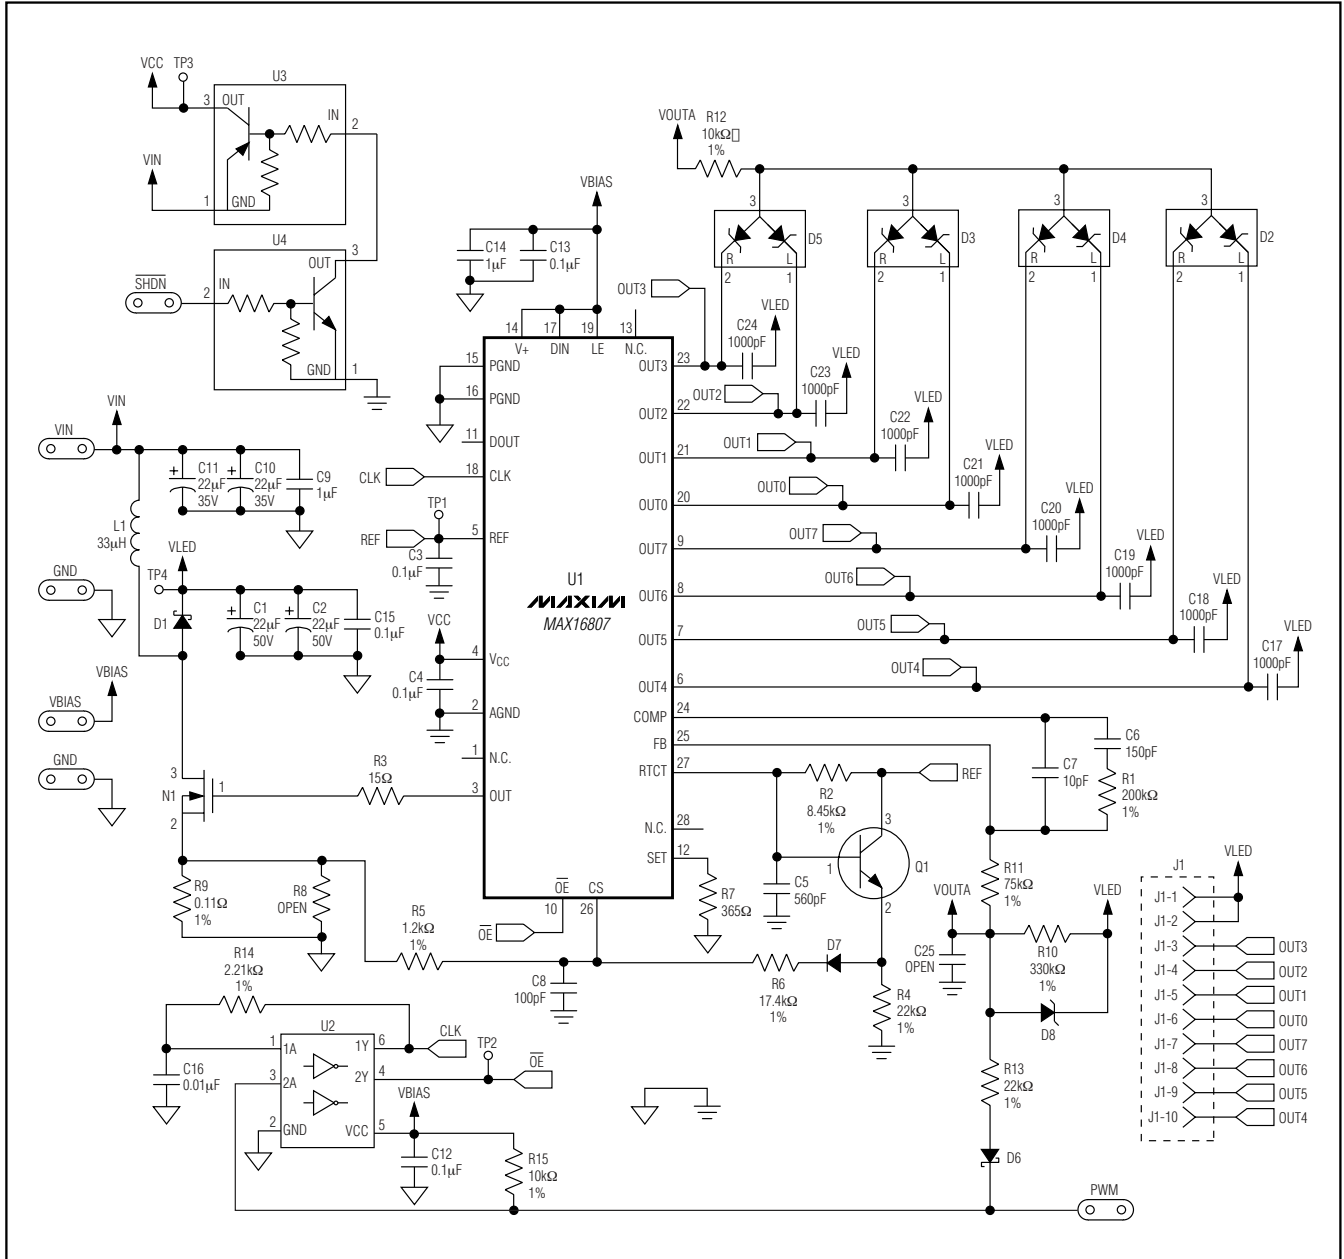 VCC
TP3
U3
3
OUT
IN
2
VIN
1
GND
U4
3
OUT
SHDN
2
IN
GND
1
VOUTA
R12
10kΩ□
1%
3
D5
R
L
2
1
3
D3
R
L
2
1
3
D4
R
L
2
1
3
D2
R
L
2
1
VBIAS
C14
1µF
C13
0.1µF
14
V+
17
DIN
19
LE
13
N.C.
OUT3
C24
1000pF
VLED
OUT3
23
C23
1000pF
VLED
OUT2
OUT2
22
C22
1000pF
VLED
OUT1
OUT1
21
C21
1000pF
VLED
OUT0
OUT0
20
C20
1000pF
VLED
OUT7
OUT7
9
C19
1000pF
VLED
OUT6
OUT6
8
C18
1000pF
VLED
OUT5
OUT5
7
C17
1000pF
VLED
OUT4
OUT4
6
15
PGND
16
PGND
11
DOUT
CLK
18
CLK
TP1
REF
5
REF
C3
0.1µF
U1
MAXIM
MAX16807
VCC
4
VCC
C4
0.1µF
2
AGND
1
N.C.
R3
15Ω
3
OUT
VIN
VIN
C11
22µF
35V
+
C10
22µF
35V
+
C9
1µF
L1
33µH
VLED
TP4
GND
D1
C1
22µF
50V
+
C2
22µF
50V
+
C15
0.1µF
VBIAS
VBIAS
GND
3
N1
1
2
R9
0.11Ω
1%
R8
OPEN
COMP
24
FB
25
RTCT
27
R2
8.45kΩ
1%
REF
C7
10pF
C6
150pF
R1
200kΩ
1%
N.C.
28
SET
12
R7
365Ω
C5
560pF
3
1
Q1
2
OE
10
CS
26
OE
R5
1.2kΩ
1%
C8
100pF
R6
17.4kΩ
1%
D7
R4
22kΩ
1%
R11
75kΩ
1%
VOUTA
VLED
C25
OPEN
R10
330kΩ
1%
D8
R13
22kΩ
1%
D6
PWM
J1
VLED
J1-1
J1-2
J1-3
OUT3
J1-4
OUT2
J1-5
OUT1
J1-6
OUT0
J1-7
OUT7
J1-8
OUT6
J1-9
OUT5
J1-10
OUT4
R14
2.21kΩ
1%
U2
1
1A
1Y
6
CLK
C16
0.01µF
3
2A
2Y
4
TP2
OE
2
GND
VCC
5
VBIAS
C12
0.1µF
R15
10kΩ
1%